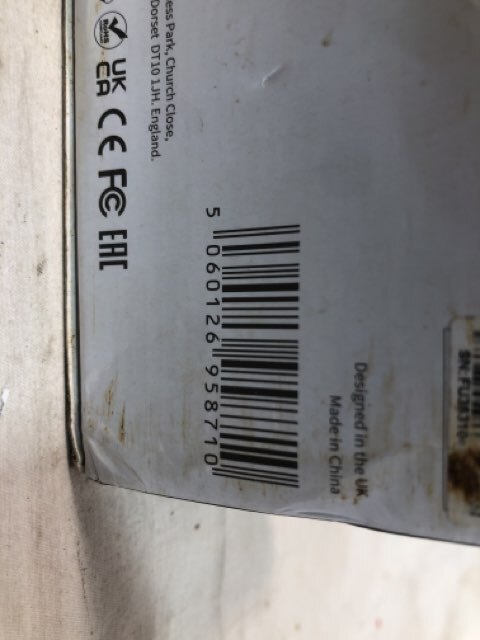 ess Park, Church Close,
Dorset DT10 1JH. England.
RoHS
UK
CA
CE FC EAC
5 060126 958710
Designed in the UK
Made in China